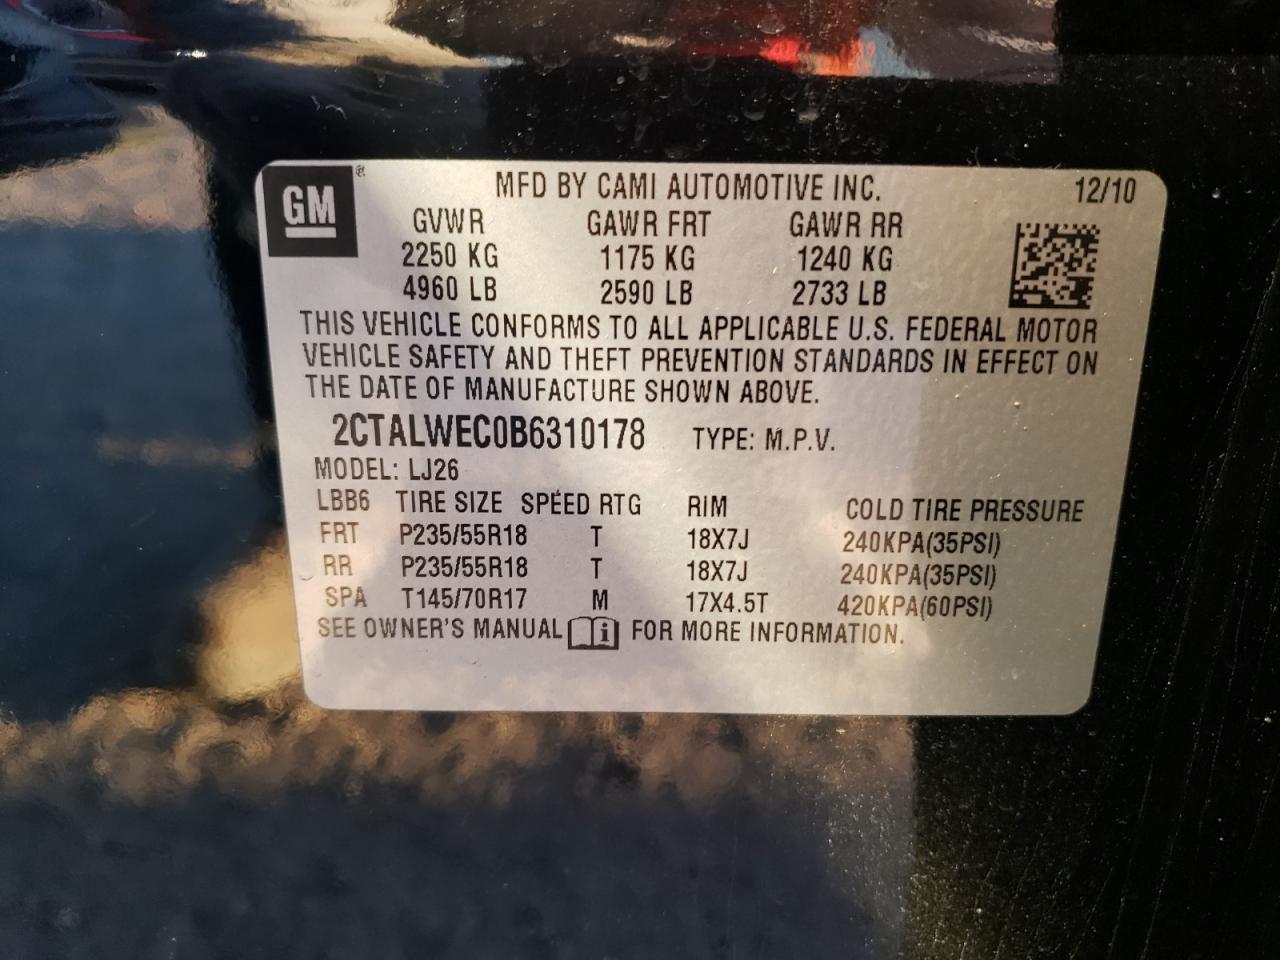 GM ® MFD BY CAMI AUTOMOTIVE INC. 12/10
GVWR GAWR FRT GAWR RR
2250 KG 1175 KG 1240 KG
4960 LB 2590 LB 2733 LB
THIS VEHICLE CONFORMS TO ALL APPLICABLE U.S. FEDERAL MOTOR
VEHICLE SAFETY AND THEFT PREVENTION STANDARDS IN EFFECT ON
THE DATE OF MANUFACTURE SHOWN ABOVE.
2CTALWEC0B6310178 TYPE: M.P.V.
MODEL: LJ26
LBB6 TIRE SIZE SPEED RTG RIM COLD TIRE PRESSURE
FRT P235/55R18 T 18X7J 240KPA(35PSI)
RR P235/55R18 T 18X7J 240KPA(35PSI)
SPA T145/70R17 M 17X4.5T 420KPA(60PSI)
SEE OWNER'S MANUAL i FOR MORE INFORMATION.